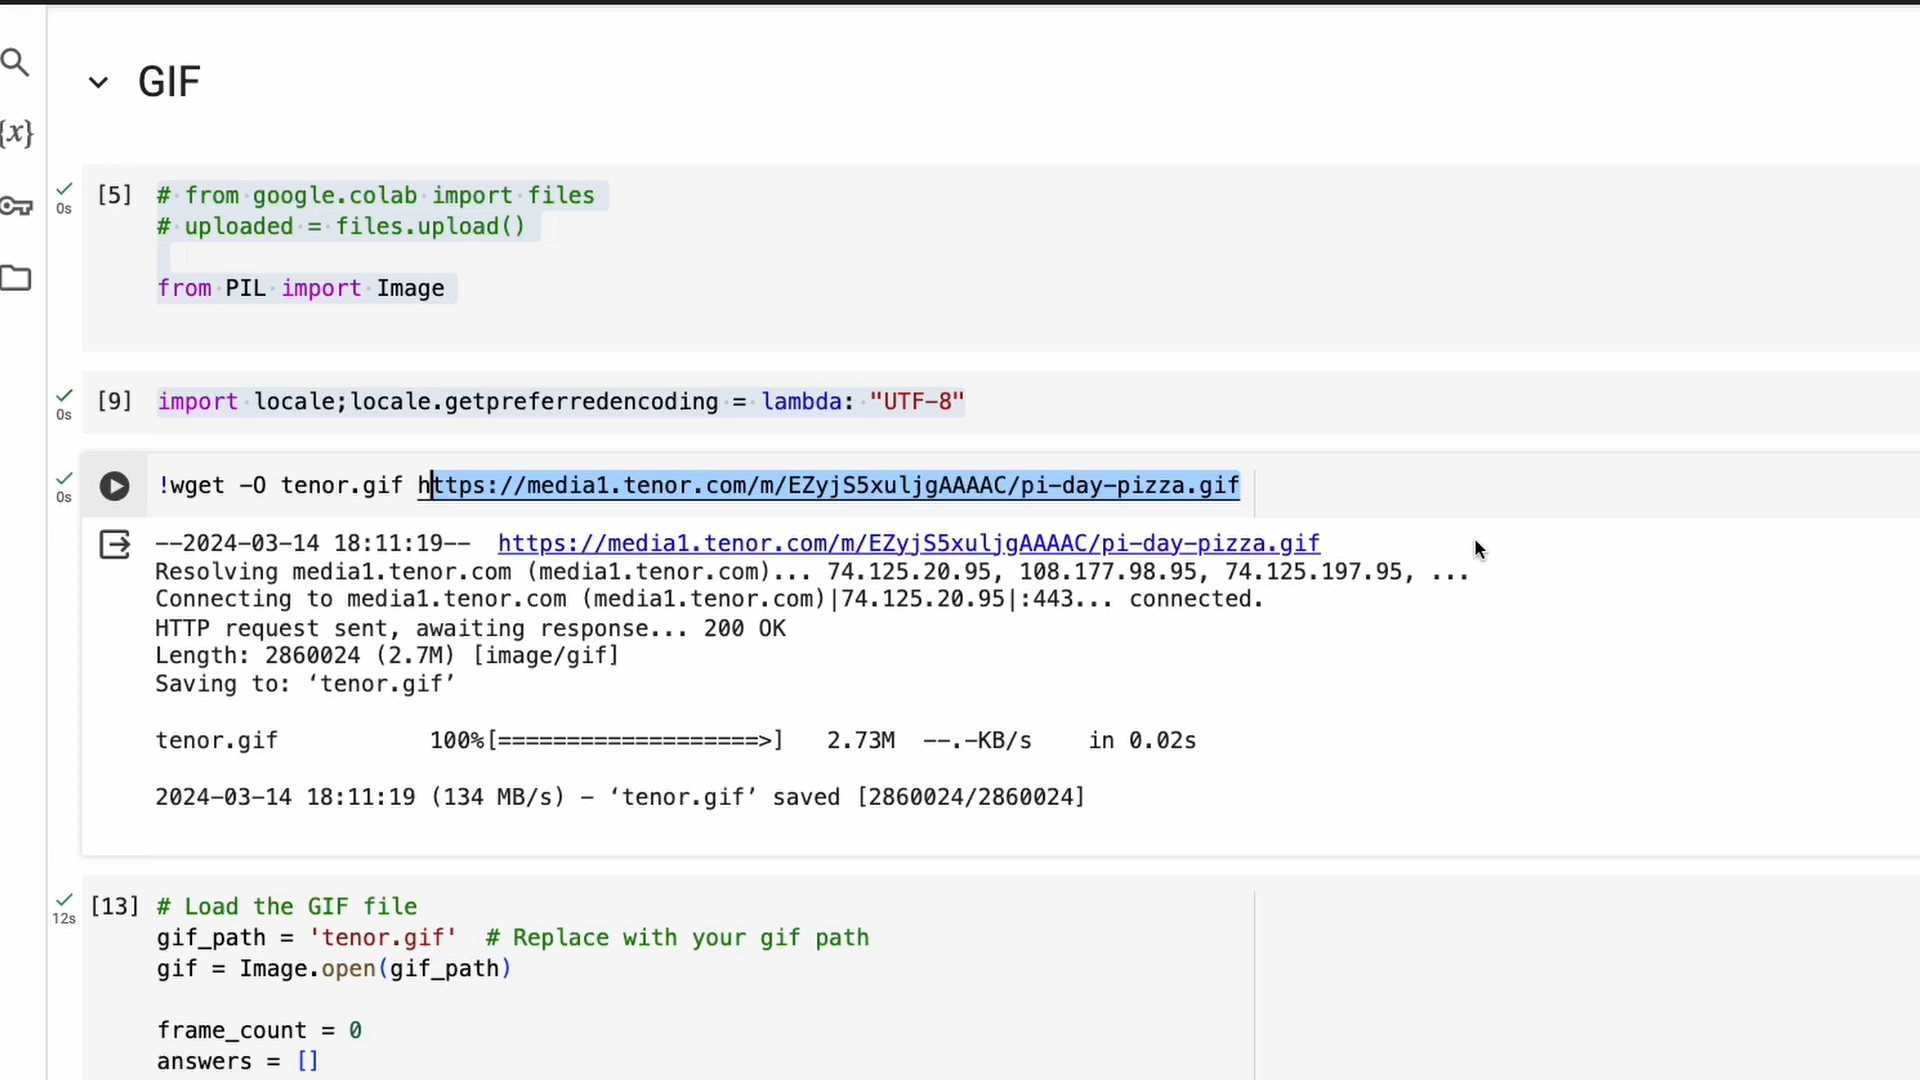 GIF
{x}
0s [5] # from google.colab import files
# uploaded = files.upload()
from PIL import Image
0s [9] import locale;locale.getpreferredencoding = lambda: "UTF-8"
0s !wget -O tenor.gif https://media1.tenor.com/m/EZyjS5xuljgAAAAC/pi-day-pizza.gif
--2024-03-14 18:11:19-- https://media1.tenor.com/m/EZyjS5xuljgAAAAC/pi-day-pizza.gif
Resolving media1.tenor.com (media1.tenor.com)... 74.125.20.95, 108.177.98.95, 74.125.197.95, ...
Connecting to media1.tenor.com (media1.tenor.com)|74.125.20.95|:443... connected.
HTTP request sent, awaiting response... 200 OK
Length: 2860024 (2.7M) [image/gif]
Saving to: ‘tenor.gif’
tenor.gif 100%[===================>] 2.73M --.-KB/s in 0.02s
2024-03-14 18:11:19 (134 MB/s) - ‘tenor.gif’ saved [2860024/2860024]
12s [13] # Load the GIF file
gif_path = 'tenor.gif' # Replace with your gif path
gif = Image.open(gif_path)
frame_count = 0
answers = []